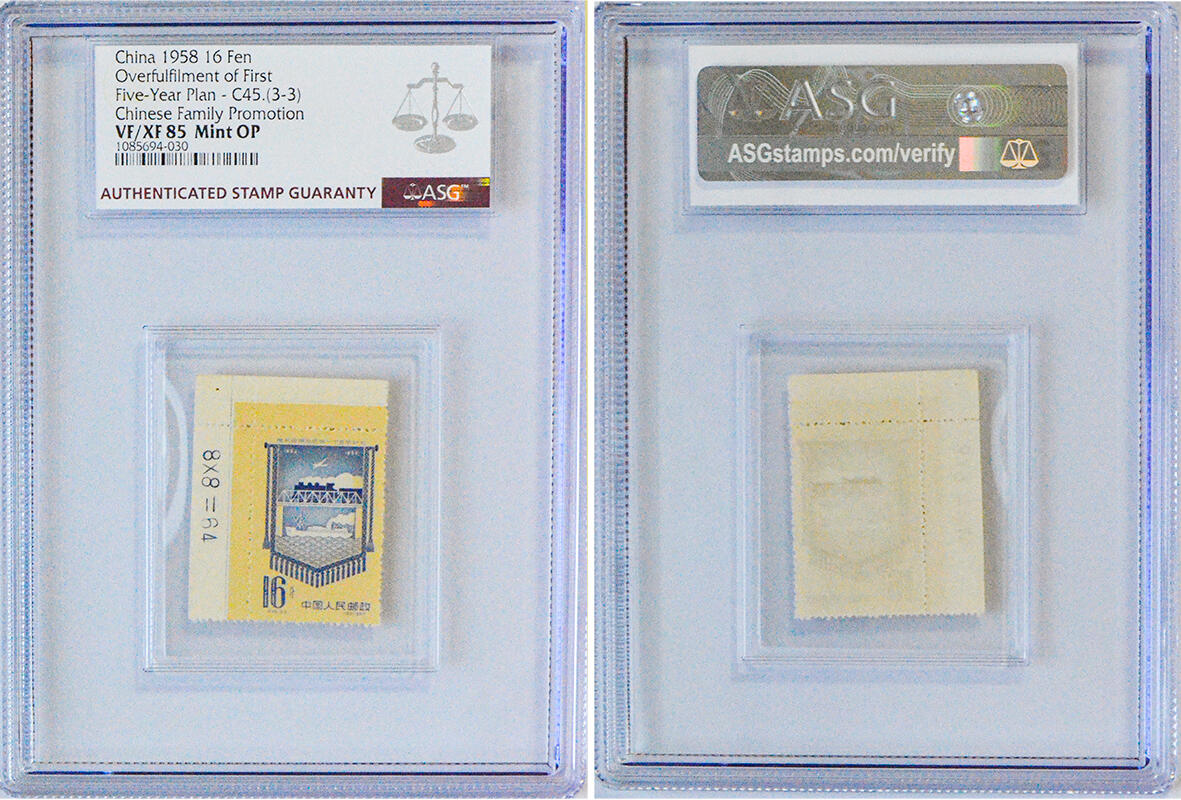 China 1958 16 Fen
Overfulfilment of First
Five-Year Plan - C45.(3-3)
Chinese Family Promotion
VF/XF 85 Mint OP
1085694-030
AUTHENTICATED STAMP GUARANTY
ASG™
8x8=64
16
中国人民邮政
ASG
ASGstamps.com/verify